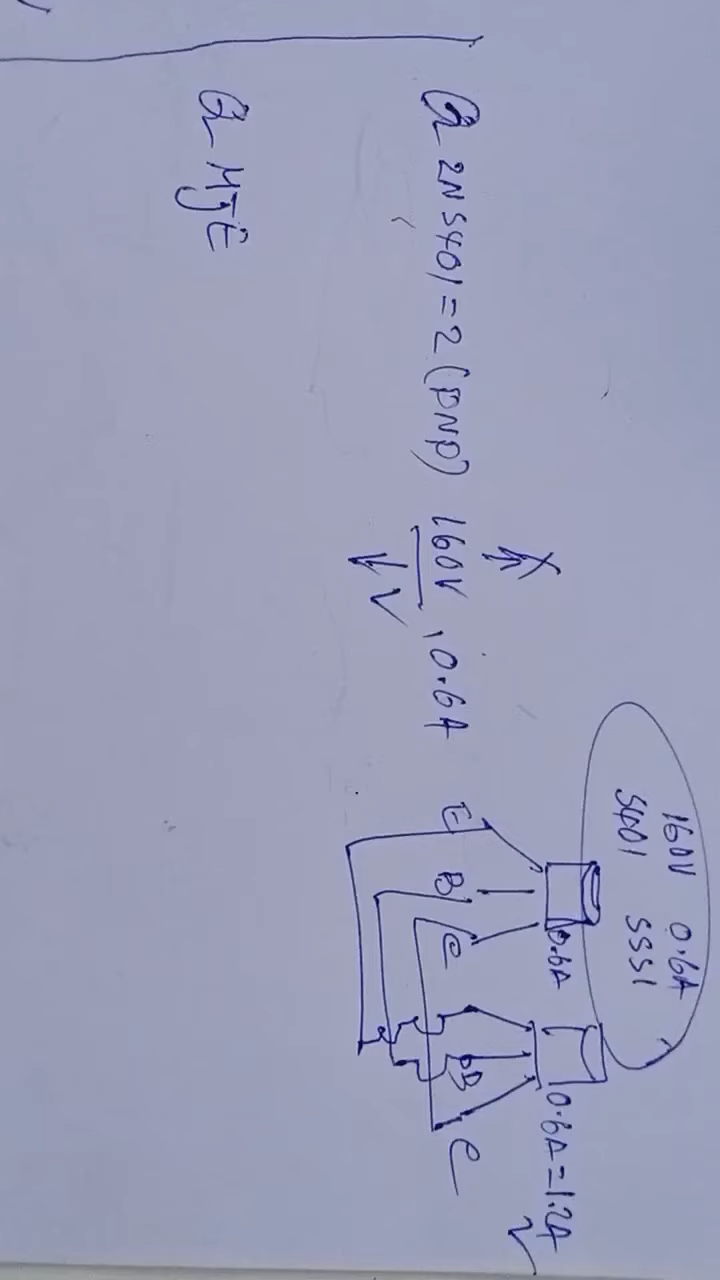 160V 0.6A
5401 5551
Q 2N5401 = 2 (PNP) 160V, 0.6A
E B C
0.6A
0.6A = 1.2A
B C
Q MJE